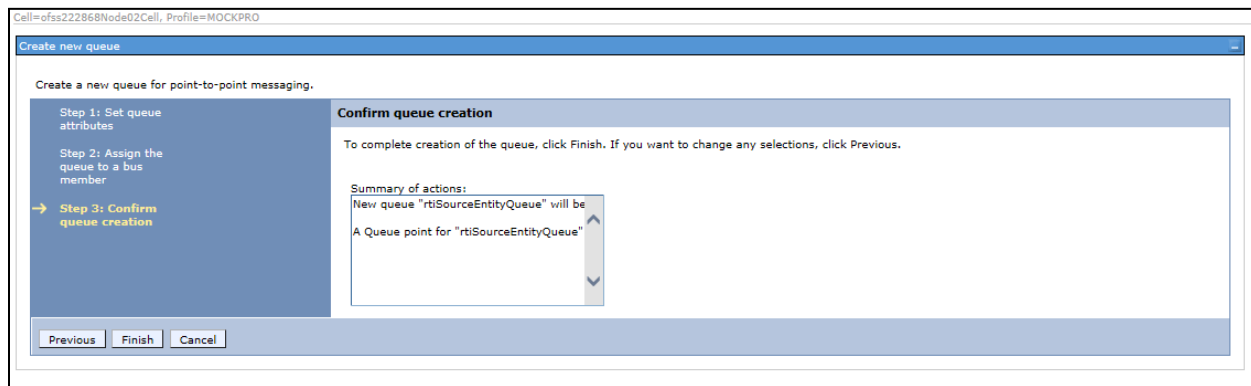 Cell=ofss222868Node02Cell, Profile=MOCKPRO
Create new queue
Create a new queue for point-to-point messaging.
Step 1: Set queue
attributes
Step 2: Assign the
queue to a bus
member
Step 3: Confirm
queue creation
Confirm queue creation
To complete creation of the queue, click Finish. If you want to change any selections, click Previous.
Summary of actions:
New queue "rtiSourceEntityQueue" will be
A Queue point for "rtiSourceEntityQueue"
Previous Finish Cancel